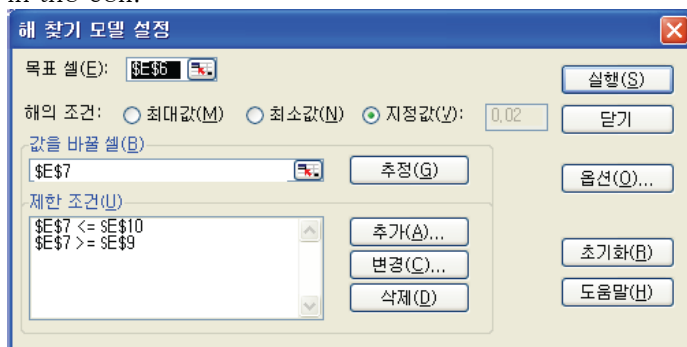 in the cell.
해 찾기 모델 설정
목표 셀(E): $E$6
실행(S)
해의 조건: 최대값(M) 최소값(N) 지정값(V): 0,02
닫기
값을 바꿀 셀(B)
$E$7 추정(G)
옵션(O)...
제한 조건(U)
$E$7 <= $E$10
$E$7 >= $E$9
추가(A)...
변경(C)...
삭제(D)
초기화(R)
도움말(H)